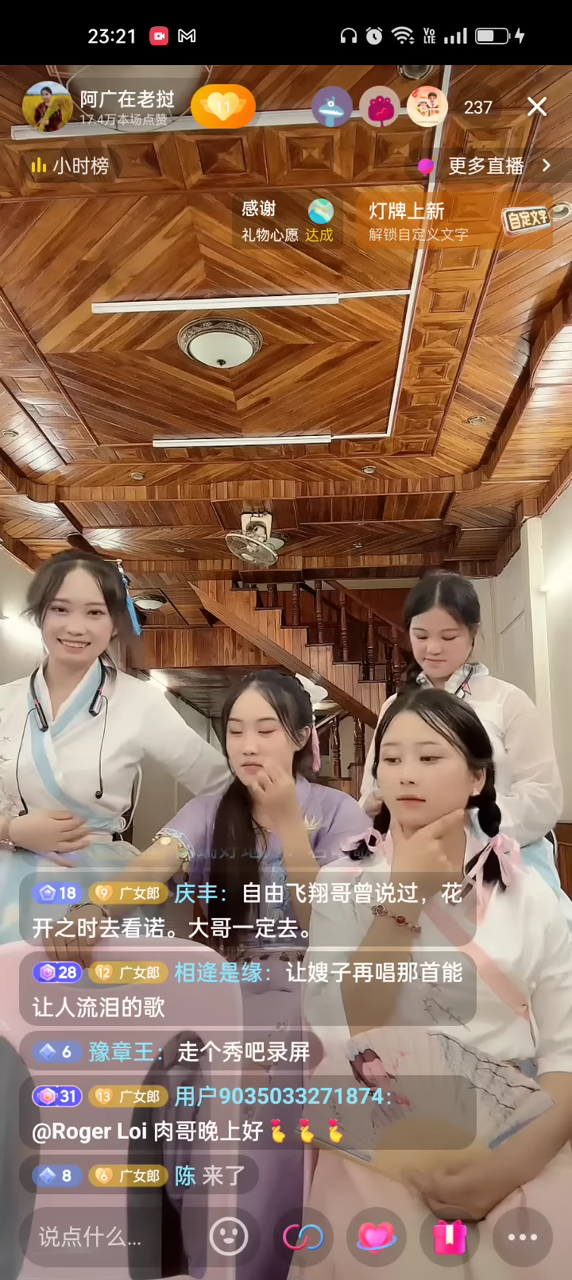 23:21
VO
LTE
阿广在老挝
17.4万本场点赞
11
237
小时榜
更多直播
感谢
礼物心愿 达成
灯牌上新
解锁自定义文字
自定义文字
18 9 广女郎 庆丰：自由飞翔哥曾说过，花
开之时去看诺。大哥一定去。
28 12 广女郎 相逢是缘：让嫂子再唱那首能
让人流泪的歌
6 豫章王：走个秀吧录屏
31 13 广女郎 用户9035033271874：
@Roger Loi 肉哥晚上好
8 6 广女郎 陈 来了
说点什么...